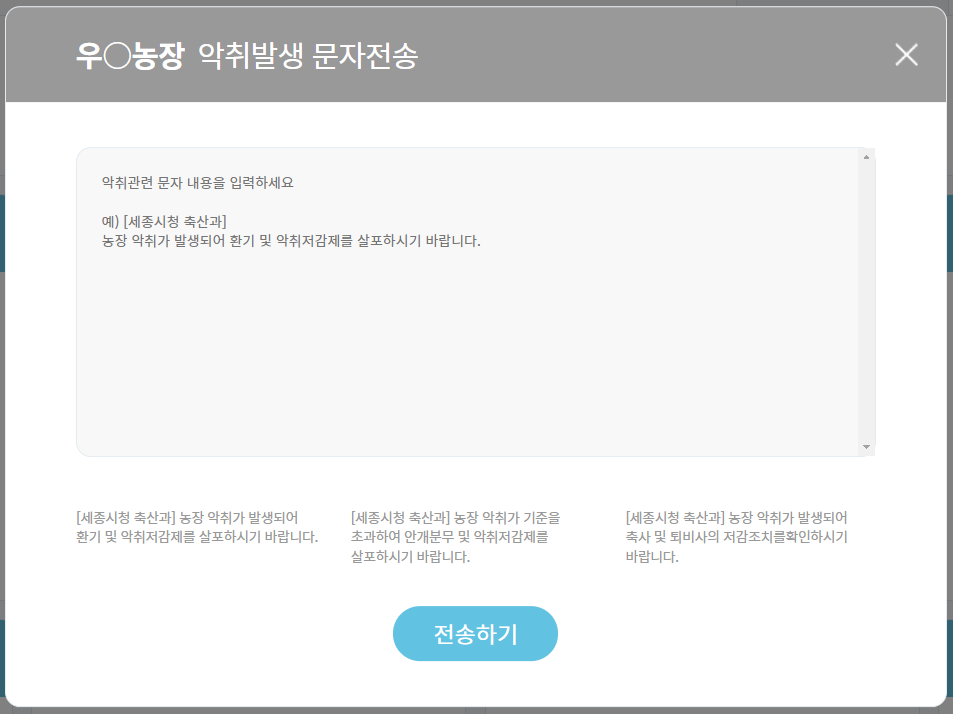 우○농장 악취발생 문자전송
악취관련 문자 내용을 입력하세요
예) [세종시청 축산과]
농장 악취가 발생되어 환기 및 악취저감제를 살포하시기 바랍니다.
[세종시청 축산과] 농장 악취가 발생되어
환기 및 악취저감제를 살포하시기 바랍니다.
[세종시청 축산과] 농장 악취가 기준을
초과하여 안개분무 및 악취저감제를
살포하시기 바랍니다.
[세종시청 축산과] 농장 악취가 발생되어
축사 및 퇴비사의 저감조치를확인하시기
바랍니다.
전송하기